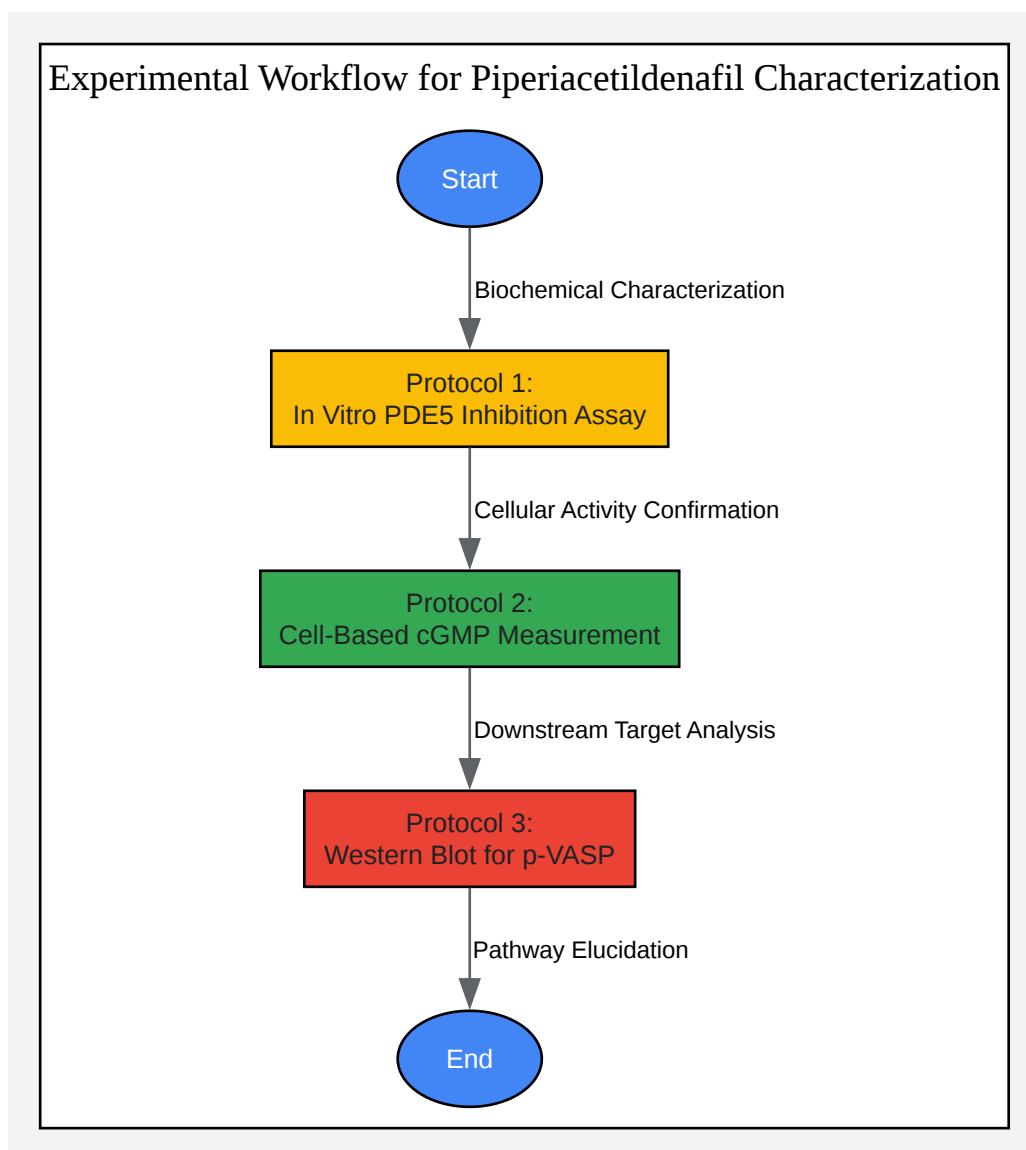 Experimental Workflow for Piperiacetildenafil Characterization
Start
Biochemical Characterization
Protocol 1:
In Vitro PDE5 Inhibition Assay
Cellular Activity Confirmation
Protocol 2:
Cell-Based cGMP Measurement
Downstream Target Analysis
Protocol 3:
Western Blot for p-VASP
Pathway Elucidation
End